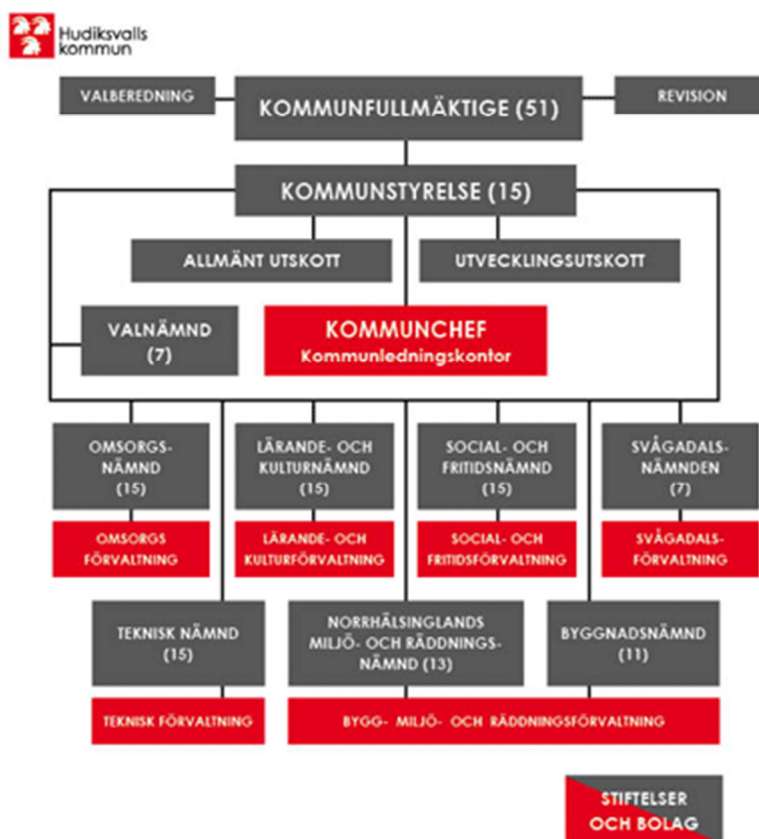 Hudiksvalls
kommun
VALBEREDNING
KOMMUNFULLMÄKTIGE (51)
REVISION
KOMMUNSTYRELSE (15)
ALLMÄNT UTSKOTT
UTVECKLINGSUTSKOTT
VALNÄMND
(7)
KOMMUNCHEF
Kommunledningskontor
OMSORGS-
NÄMND
(15)
LÄRANDE- OCH
KULTURNÄMND
(15)
SOCIAL- OCH
FRITIDSNÄMND
(15)
SVÅGADALS-
NÄMNDEN
(7)
OMSORGS
FÖRVALTNING
LÄRANDE- OCH
KULTURFÖRVALTNING
SOCIAL- OCH
FRITIDSFÖRVALTNING
SVÅGADALS-
FÖRVALTNING
TEKNISK NÄMND
(15)
NORRHÄLSINGLANDS
MILJÖ- OCH RÄDDNINGS-
NÄMND (13)
BYGGNADSNÄMND
(11)
TEKNISK FÖRVALTNING
BYGG- MILJÖ- OCH RÄDDNINGSFÖRVALTNING
STIFTELSER
OCH BOLAG